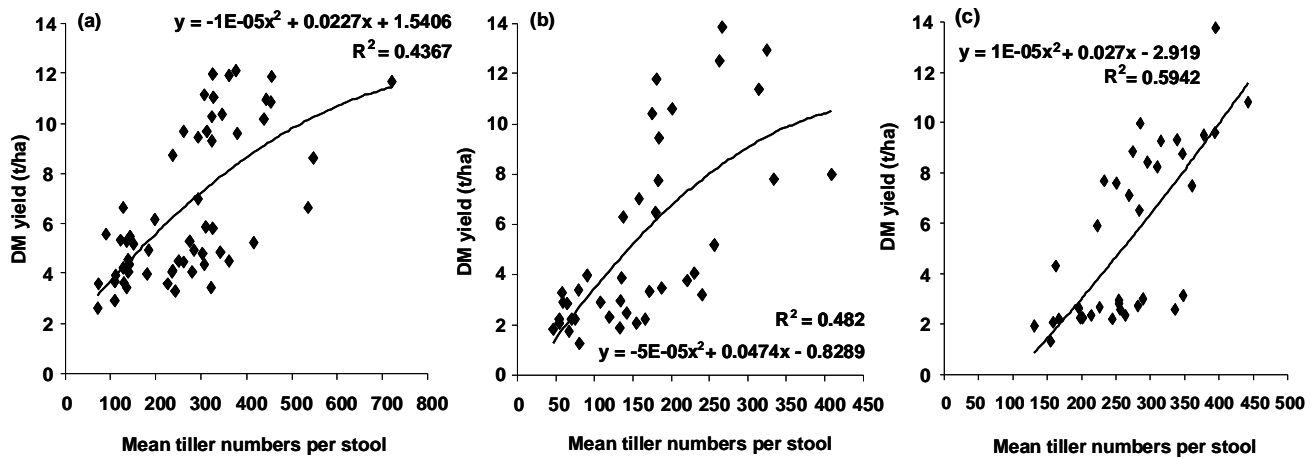 (a)
y = -1E-05x² + 0.0227x + 1.5406
R² = 0.4367
DM yield (t/ha)
14
12
10
8
6
4
2
0
0 100 200 300 400 500 600 700 800
Mean tiller numbers per stool
(b)
DM yield (t/ha)
14
12
10
8
6
4
2
0
R² = 0.482
y = -5E-05x² + 0.0474x - 0.8289
0 50 100 150 200 250 300 350 400 450
Mean tiller numbers per stool
(c)
y = 1E-05x² + 0.027x - 2.919
R² = 0.5942
DM yield (t/ha)
14
12
10
8
6
4
2
0
0 50 100 150 200 250 300 350 400 450 500
Mean tiller numbers per stool